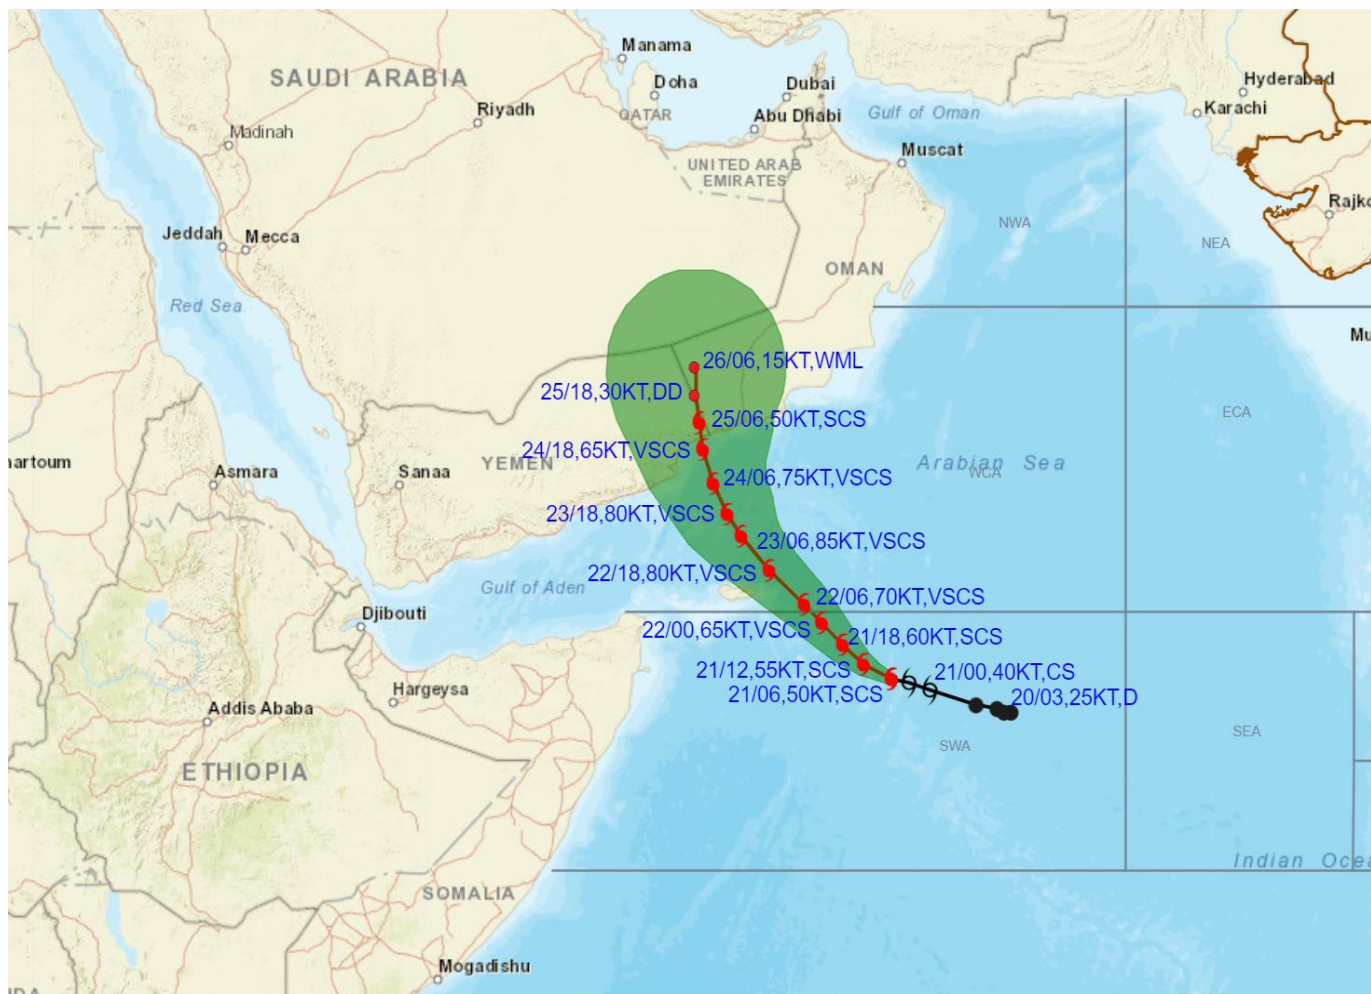 Manama
Hyderabad
SAUDI ARABIA
Doha
Dubai
Karachi
Riyadh
QATAR
Abu Dhabi
Gulf of Oman
Madinah
Muscat
UNITED ARAB
EMIRATES
Rajko
NWA
Jeddah
Mecca
NEA
OMAN
Red Sea
Mu
26/06,15KT,WML
25/18,30KT,DD
25/06,50KT,SCS
ECA
24/18,65KT,VSCS
hartoum
YEMEN
Arabian Sea
Asmara
Sanaa
WCA
24/06,75KT,VSCS
23/18,80KT,VSCS
23/06,85KT,VSCS
22/18,80KT,VSCS
Gulf of Aden
22/06,70KT,VSCS
Djibouti
22/00,65KT,VSCS
21/18,60KT,SCS
21/12,55KT,SCS
21/00,40KT,CS
Hargeysa
21/06,50KT,SCS
20/03,25KT,D
Addis Ababa
SEA
SWA
ETHIOPIA
Indian Ocea
SOMALIA
Mogadishu
NDA